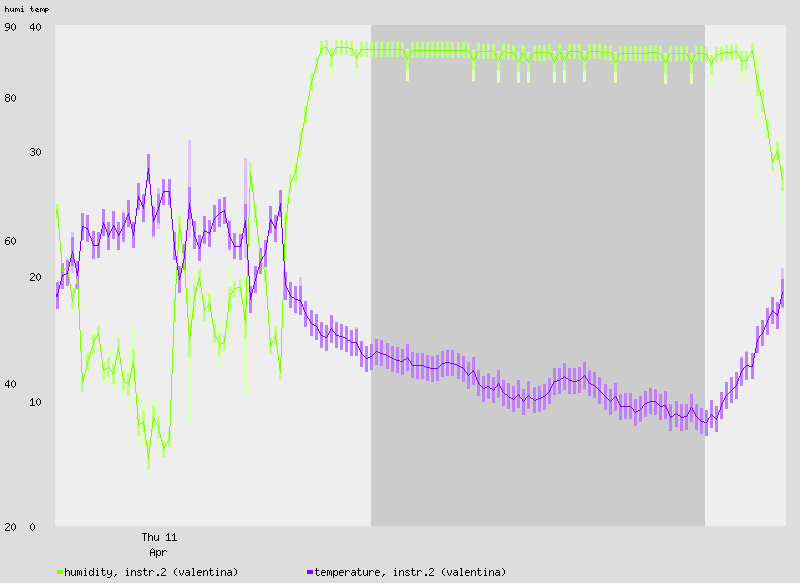 humi temp
90 40
80
30
60
20
40
10
20 0
Thu 11
Apr
humidity, instr.2 (valentina) temperature, instr.2 (valentina)